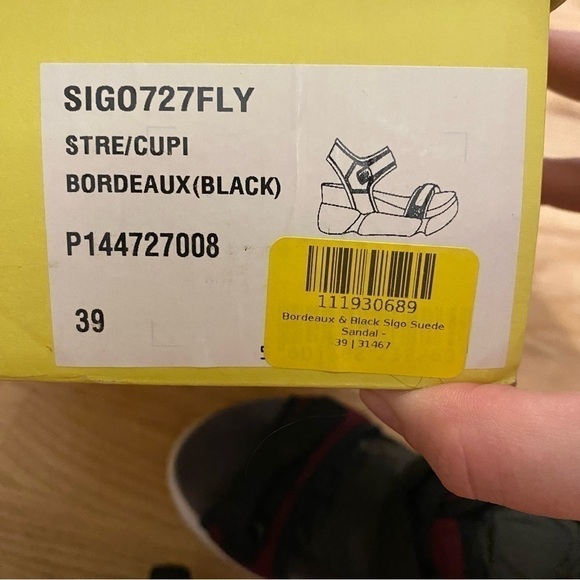 SIGO727FLY
STRE/CUPI
BORDEAUX(BLACK)
P144727008
39
111930689
Bordeaux & Black Sigo Suede
Sandal -
39 | 31467